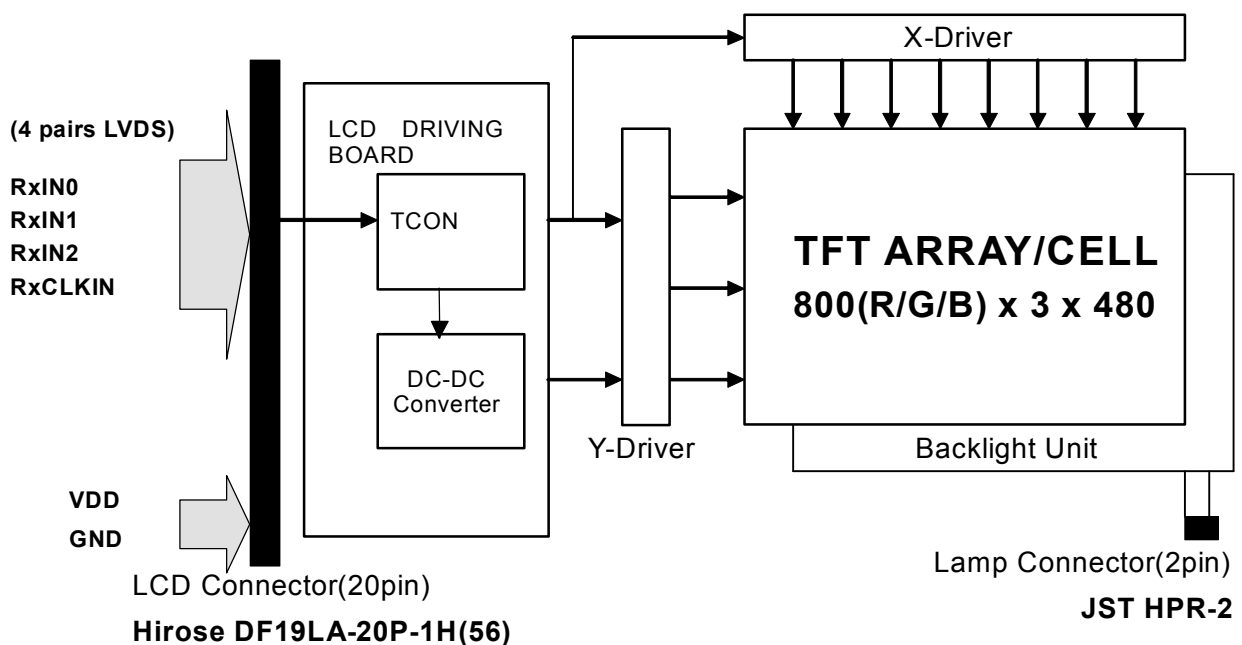 X-Driver
(4 pairs LVDS)
RxIN0
RxIN1
RxIN2
RxCLKIN
LCD DRIVING
BOARD
TCON
DC-DC
Converter
Y-Driver
TFT ARRAY/CELL
800(R/G/B) x 3 x 480
Backlight Unit
VDD
GND
LCD Connector(20pin)
Hirose DF19LA-20P-1H(56)
Lamp Connector(2pin)
JST HPR-2